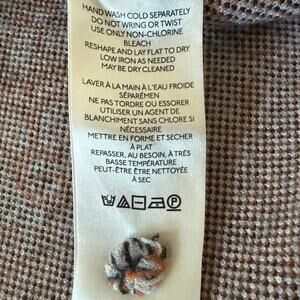 HAND WASH COLD SEPARATELY
DO NOT WRING OR TWIST
USE ONLY NON-CHLORINE
BLEACH
RESHAPE AND LAY FLAT TO DRY
LOW IRON AS NEEDED
MAY BE DRY CLEANED
LAVER À LA MAIN À L'EAU FROIDE
SÉPARÉMEN
NE PAS TORDRE OU ESSORER
UTILISER UN AGENT DE
BLANCHIMENT SANS CHLORE SI
NÉCESSAIRE
METTRE EN FORME ET SECHER
À PLAT
REPASSER, AU BESOIN, À TRÉS
BASSE TEMPÉRATURE
PEUT-ÊTRE ÊTRE NETTOYÉE
À SEC
P